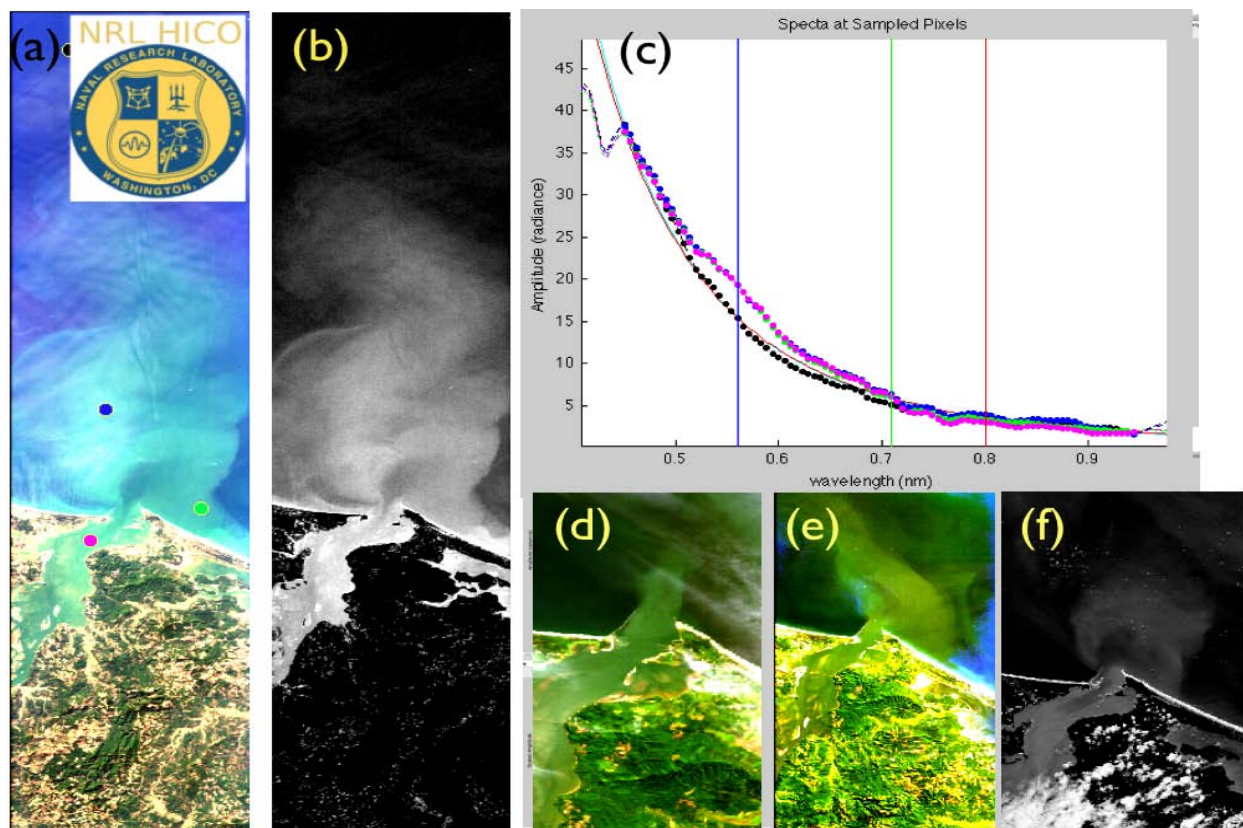 (a)
NRL HICO
NAVAL RESEARCH LABORATORY
WASHINGTON, DC
(b)
Specta at Sampled Pixels
(c)
45
40
35
30
25
20
15
10
5
Amplitude (radiance)
0.5
0.6
0.7
0.8
0.9
wavelength (nm)
(d)
(e)
(f)